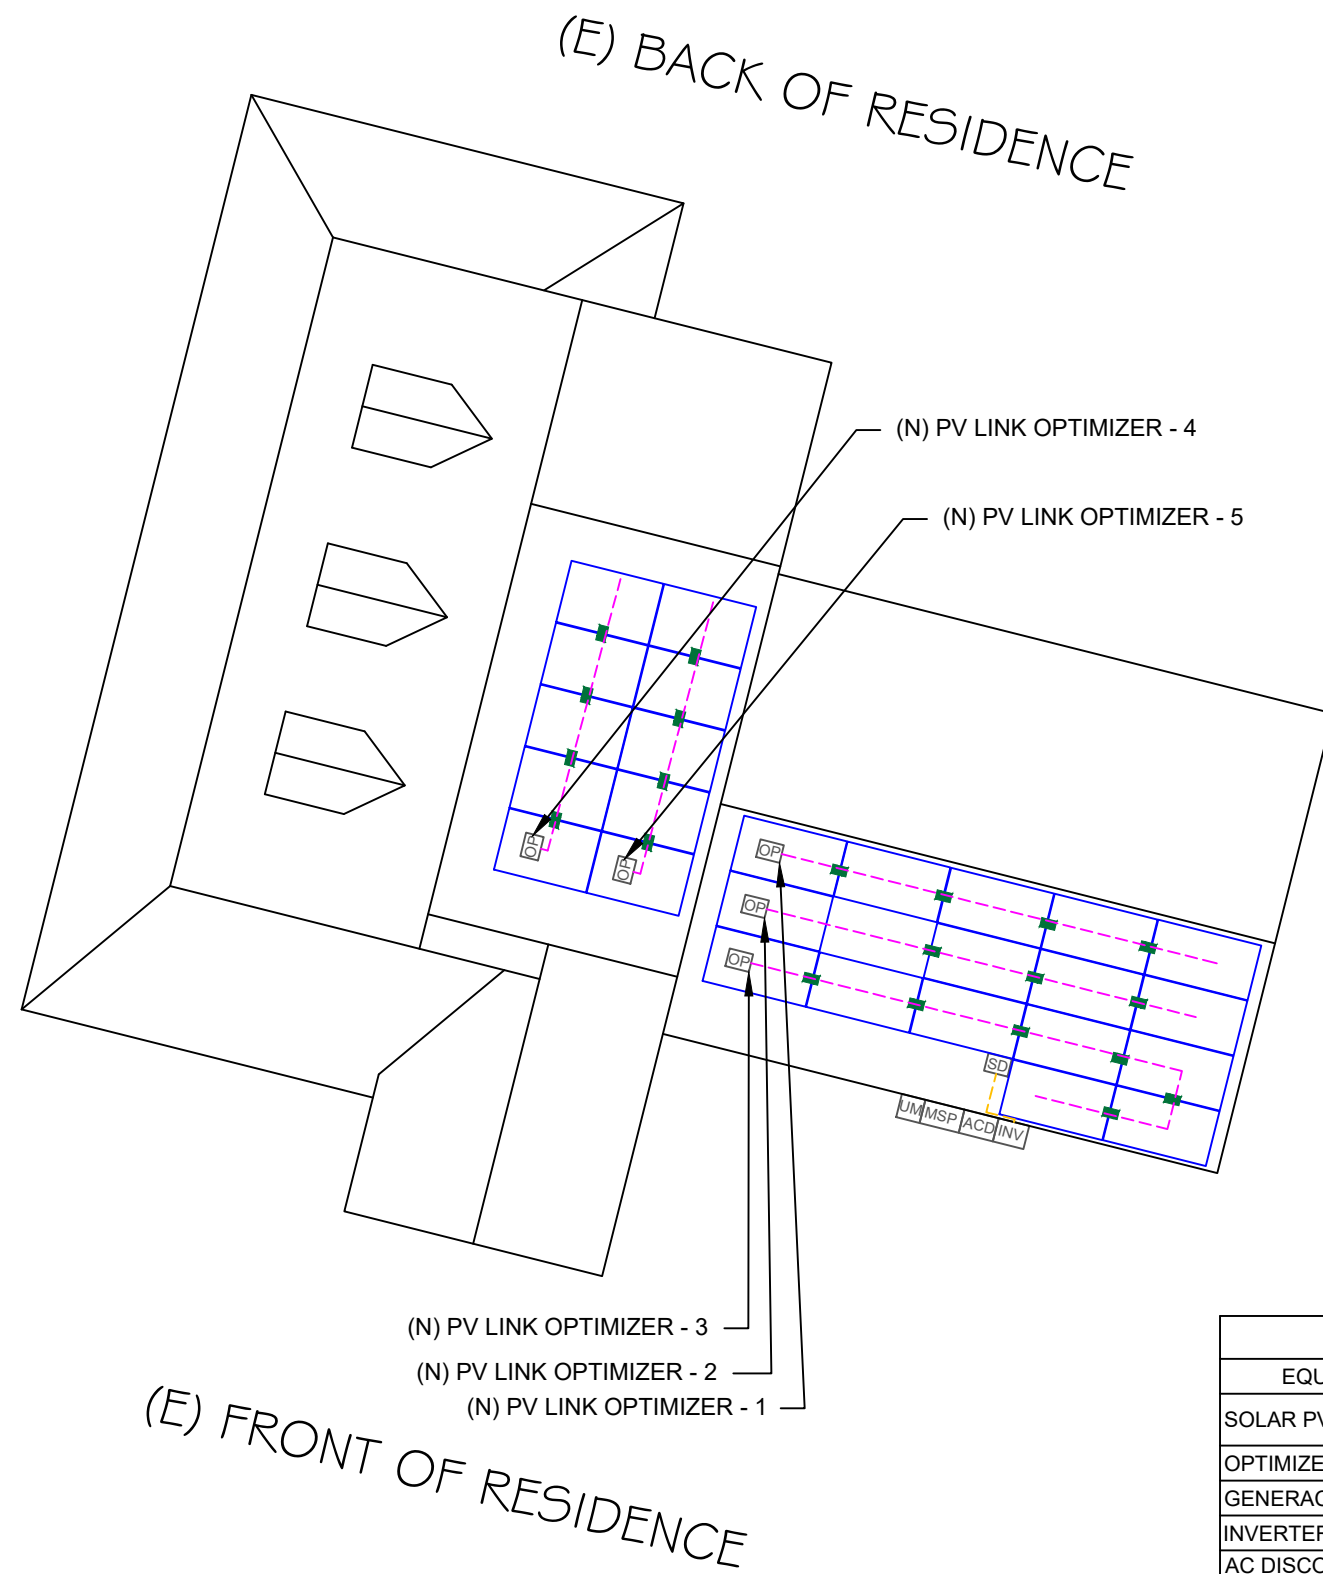 (E) BACK OF RESIDENCE
(N) PV LINK OPTIMIZER - 4
(N) PV LINK OPTIMIZER - 5
OP
OP
OP
OP
OP
SD
UM MSP ACD INV
(N) PV LINK OPTIMIZER - 3
(N) PV LINK OPTIMIZER - 2
(N) PV LINK OPTIMIZER - 1
(E) FRONT OF RESIDENCE
EQU
SOLAR PV
OPTIMIZE
GENERAC
INVERTER
AC DISCO